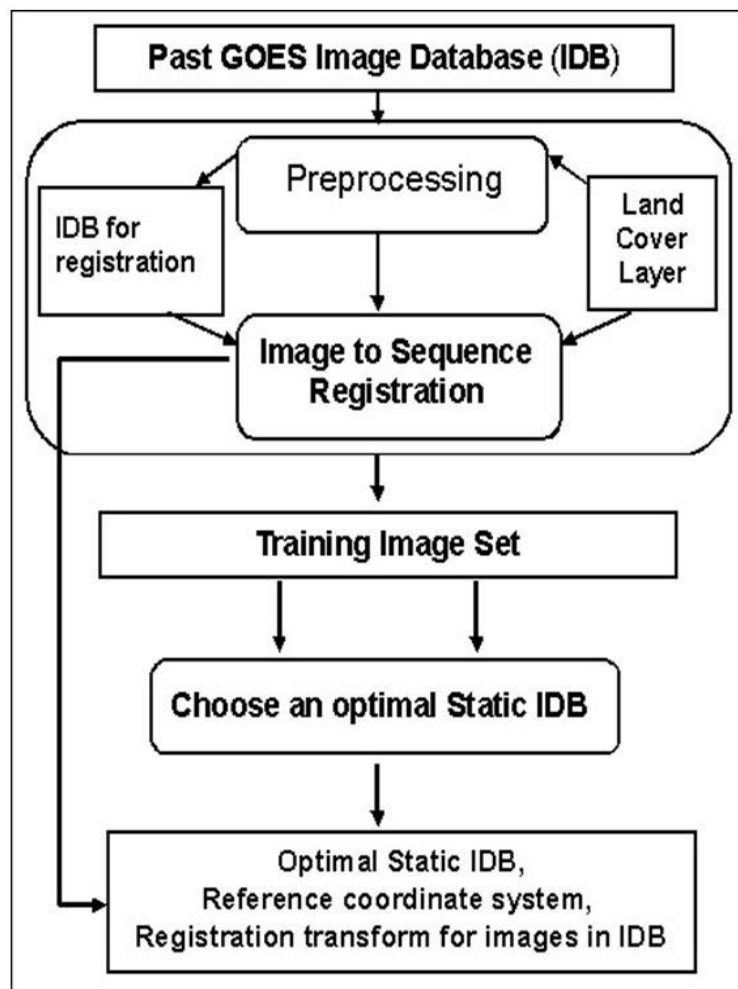 Past GOES Image Database (IDB)
Preprocessing
IDB for
registration
Land
Cover
Layer
Image to Sequence
Registration
Training Image Set
Choose an optimal Static IDB
Optimal Static IDB,
Reference coordinate system,
Registration transform for images in IDB